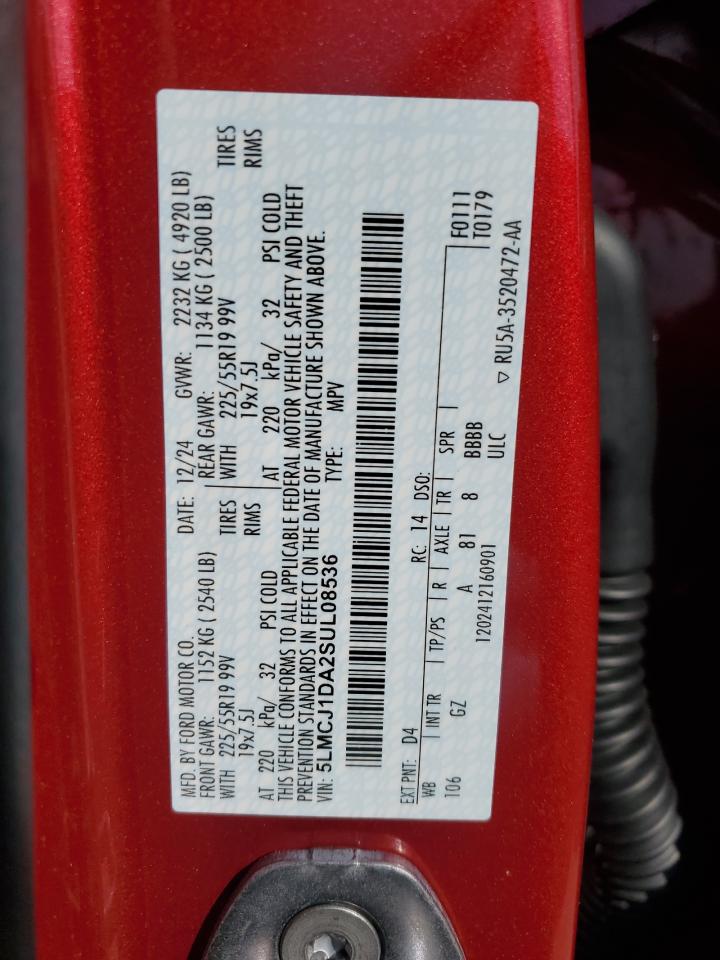 MFD. BY FORD MOTOR CO. DATE: 12/24 GVWR: 2232 KG ( 4920 LB)
FRONT GAWR: 1152 KG ( 2540 LB) REAR GAWR: 1134 KG ( 2500 LB)
WITH 225/55R19 99V TIRES WITH 225/55R19 99V TIRES
19x7.5J RIMS 19x7.5J RIMS
AT 220 kPa/ 32 PSI COLD AT 220 kPa/ 32 PSI COLD
THIS VEHICLE CONFORMS TO ALL APPLICABLE FEDERAL MOTOR VEHICLE SAFETY AND THEFT
PREVENTION STANDARDS IN EFFECT ON THE DATE OF MANUFACTURE SHOWN ABOVE.
VIN: 5LMCJ1DA2SUL08536 TYPE: MPV
EXT PNT: D4 RC: 14 DSO:
WB INT TR TP/PS R AXLE TR SPR F0111
106 GZ A 81 8 BBBB T0179
1202412160901 ULC ▽ RU5A-3520472-AA